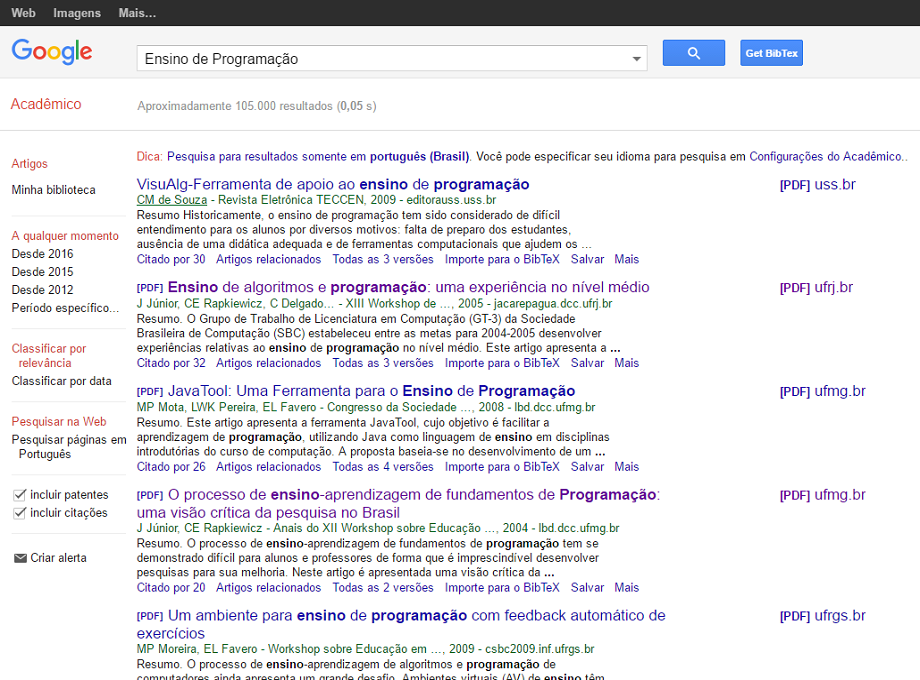 Web Imagens Mais...
Google
Ensino de Programação
Get BibTex
Acadêmico
Aproximadamente 105.000 resultados (0,05 s)
Artigos
Minha biblioteca
A qualquer momento
Desde 2016
Desde 2015
Desde 2012
Período específico...
Classificar por
relevância
Classificar por data
Pesquisar na Web
Pesquisar páginas em
Português
incluir patentes
incluir citações
Criar alerta
Dica: Pesquisa para resultados somente em português (Brasil). Você pode especificar seu idioma para pesquisa em Configurações do Acadêmico..
VisuAlg-Ferramenta de apoio ao ensino de programação
[PDF] uss.br
CM de Souza - Revista Eletrônica TECCEN, 2009 - editorauss.uss.br
Resumo Historicamente, o ensino de programação tem sido considerado de difícil
entendimento para os alunos por diversos motivos: falta de preparo dos estudantes,
ausência de uma didática adequada e de ferramentas computacionais que ajudem os ...
Citado por 30 Artigos relacionados Todas as 3 versões Importe para o BibTeX Salvar Mais
[PDF] Ensino de algoritmos e programação: uma experiência no nível médio
[PDF] ufrj.br
J Júnior, CE Rapkiewicz, C Delgado... - XIII Workshop de ..., 2005 - jacarepagua.dcc.ufrj.br
Resumo. O Grupo de Trabalho de Licenciatura em Computação (GT-3) da Sociedade
Brasileira de Computação (SBC) estabeleceu entre as metas para 2004-2005 desenvolver
experiências relativas ao ensino de programação no nível médio. Este artigo apresenta a ...
Citado por 32 Artigos relacionados Todas as 3 versões Importe para o BibTeX Salvar Mais
[PDF] JavaTool: Uma Ferramenta para o Ensino de Programação
[PDF] ufmg.br
MP Mota, LWK Pereira, EL Favero - Congresso da Sociedade ..., 2008 - lbd.dcc.ufmg.br
Resumo. Este artigo apresenta a ferramenta JavaTool, cujo objetivo é facilitar a
aprendizagem de programação, utilizando Java como linguagem de ensino em disciplinas
introdutórias do curso de computação. A proposta baseia-se no desenvolvimento de um ...
Citado por 26 Artigos relacionados Todas as 4 versões Importe para o BibTeX Salvar Mais
[PDF] O processo de ensino-aprendizagem de fundamentos de Programação:
uma visão crítica da pesquisa no Brasil
[PDF] ufmg.br
J Júnior, CE Rapkiewicz - Anais do XII Workshop sobre Educação ..., 2004 - lbd.dcc.ufmg.br
Resumo. O processo de ensino-aprendizagem de fundamentos de programação tem se
demonstrado difícil para alunos e professores de forma que é imprescindível desenvolver
pesquisas para sua melhoria. Neste artigo é apresentada uma visão crítica da ...
Citado por 20 Artigos relacionados Todas as 2 versões Importe para o BibTeX Salvar Mais
[PDF] Um ambiente para ensino de programação com feedback automático de
exercícios
[PDF] ufrgs.br
MP Moreira, EL Favero - Workshop sobre Educação em ..., 2009 - csbc2009.inf.ufrgs.br
Resumo. O processo de ensino-aprendizagem de algoritmos e programação de
computadores ainda apresenta um grande desafio. Ambientes virtuais (AV) de ensino têm